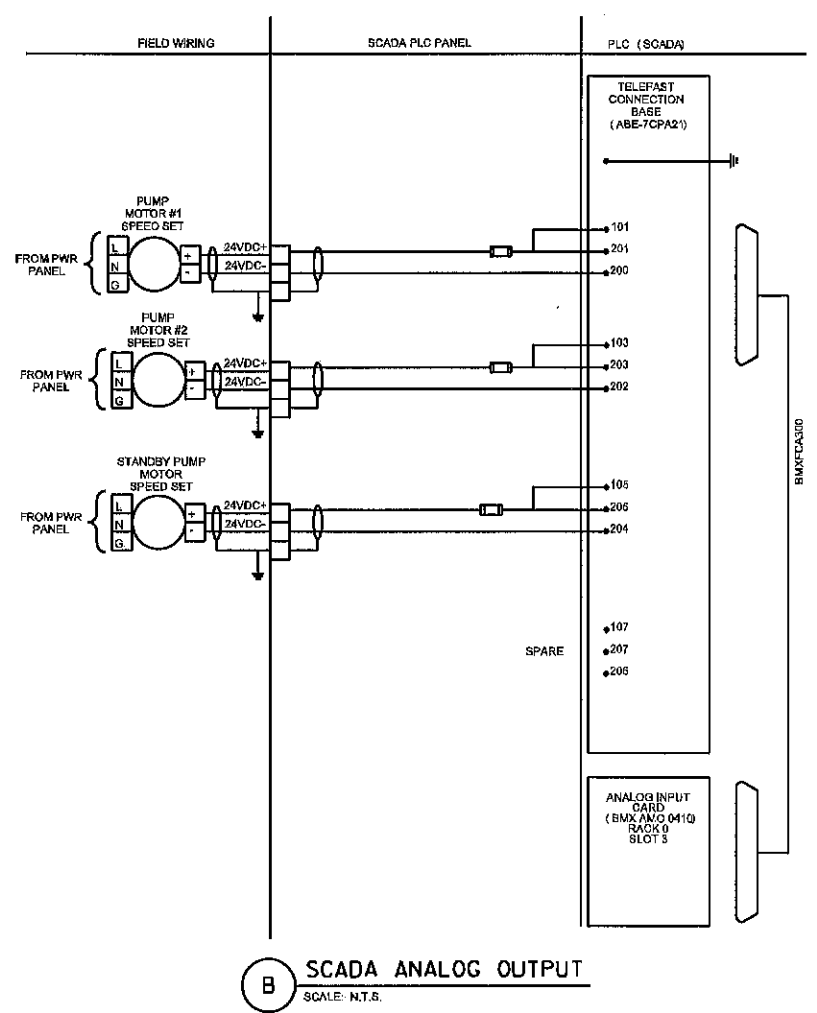 FIELD WIRING
SCADA PLC PANEL
PLC (SCADA)
TELEFAST
CONNECTION
BASE
(ABE-7CPA21)
PUMP
MOTOR #1
SPEED SET
FROM PWR
PANEL
L
N
G
+
-
24VDC+
24VDC-
101
201
200
PUMP
MOTOR #2
SPEED SET
FROM PWR
PANEL
L
N
G
+
-
24VDC+
24VDC-
103
203
202
BMXFCA300
STANDBY PUMP
MOTOR
SPEED SET
FROM PWR
PANEL
L
N
G
+
-
24VDC+
24VDC-
105
205
204
SPARE
107
207
206
ANALOG INPUT
CARD
(BMX AMO 0410)
RACK 0
SLOT 3
B
SCADA ANALOG OUTPUT
SCALE: N.T.S.